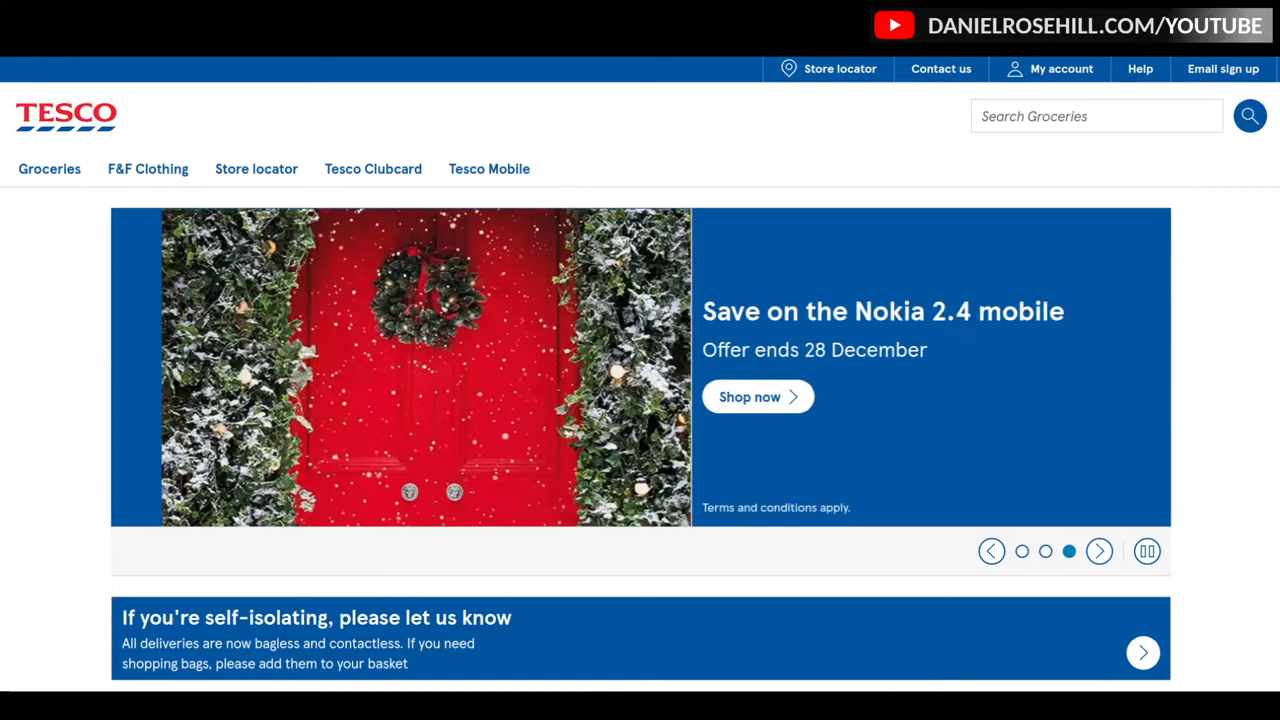 DANIELROSEHILL.COM/YOUTUBE
Store locator
Contact us
My account
Help
Email sign up
TESCO
Search Groceries
Groceries
F&F Clothing
Store locator
Tesco Clubcard
Tesco Mobile
Save on the Nokia 2.4 mobile
Offer ends 28 December
Shop now
Terms and conditions apply.
If you're self-isolating, please let us know
All deliveries are now bagless and contactless. If you need
shopping bags, please add them to your basket